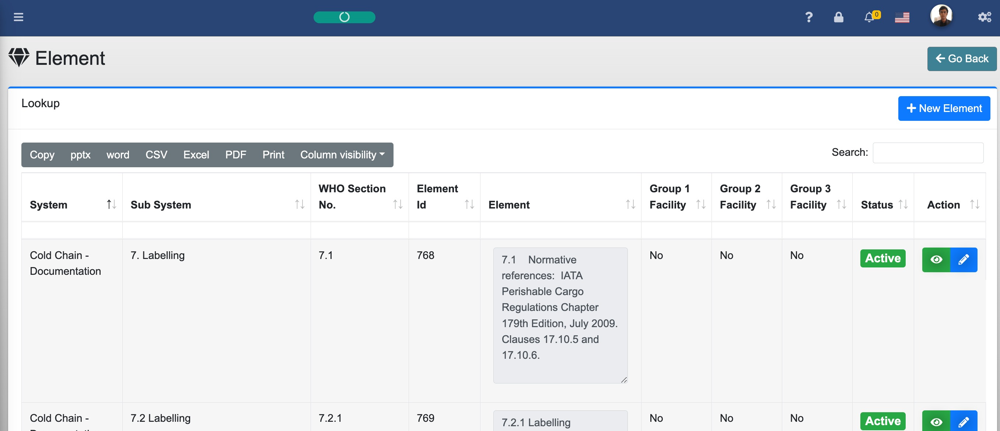 0
Element
Go Back
Lookup
New Element
Copy pptx word CSV Excel PDF Print Column visibility
Search:
System
Sub System
WHO Section
No.
Element
Id
Element
Group 1
Facility
Group 2
Facility
Group 3
Facility
Status
Action
Cold Chain -
Documentation
7. Labelling
7.1
768
7.1 Normative
references: IATA
Perishable Cargo
Regulations Chapter
179th Edition, July 2009.
Clauses 17.10.5 and
17.10.6.
No
No
No
Active
Cold Chain -
7.2 Labelling
7.2.1
769
7.2.1 Labelling
No
No
No
Active